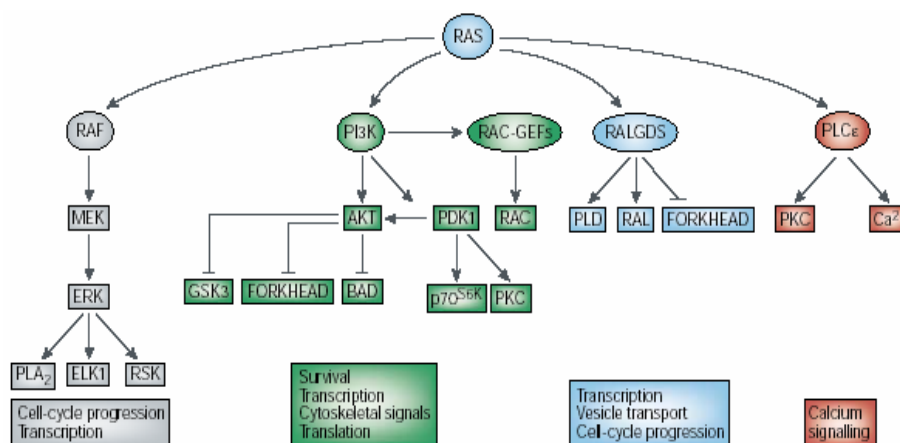 RAS
RAF
PI3K
RAC-GEFs
RALGDS
PLCε
MEK
AKT
PDK1
RAC
PLD
RAL
FORKHEAD
PKC
Ca2
ERK
GSK3
FORKHEAD
BAD
p70S6K
PKC
PLA2
ELK1
RSK
Cell-cycle progression
Transcription
Survival
Transcription
Cytoskeletal signals
Translation
Transcription
Vesicle transport
Cell-cycle progression
Calcium
signalling